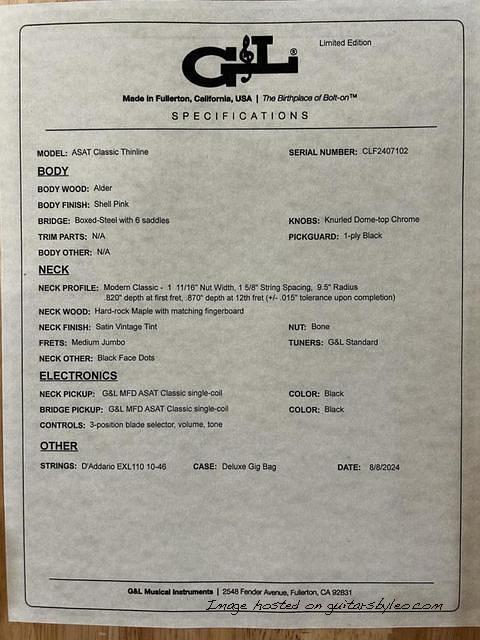 Limited Edition
G&L®
Made in Fullerton, California, USA | The Birthplace of Bolt-on™
SPECIFICATIONS
MODEL: ASAT Classic Thinline SERIAL NUMBER: CLF2407102
BODY
BODY WOOD: Alder
BODY FINISH: Shell Pink
BRIDGE: Boxed-Steel with 6 saddles KNOBS: Knurled Dome-top Chrome
TRIM PARTS: N/A PICKGUARD: 1-ply Black
BODY OTHER: N/A
NECK
NECK PROFILE: Modern Classic - 1 11/16" Nut Width, 1 5/8" String Spacing, 9.5" Radius
.820" depth at first fret, .870" depth at 12th fret (+/- .015" tolerance upon completion)
NECK WOOD: Hard-rock Maple with matching fingerboard
NECK FINISH: Satin Vintage Tint NUT: Bone
FRETS: Medium Jumbo TUNERS: G&L Standard
NECK OTHER: Black Face Dots
ELECTRONICS
NECK PICKUP: G&L MFD ASAT Classic single-coil COLOR: Black
BRIDGE PICKUP: G&L MFD ASAT Classic single-coil COLOR: Black
CONTROLS: 3-position blade selector, volume, tone
OTHER
STRINGS: D'Addario EXL110 10-46 CASE: Deluxe Gig Bag DATE: 8/8/2024
G&L Musical Instruments | 2548 Fender Avenue, Fullerton, CA 92831
Image hosted on guitarsbyleo.com